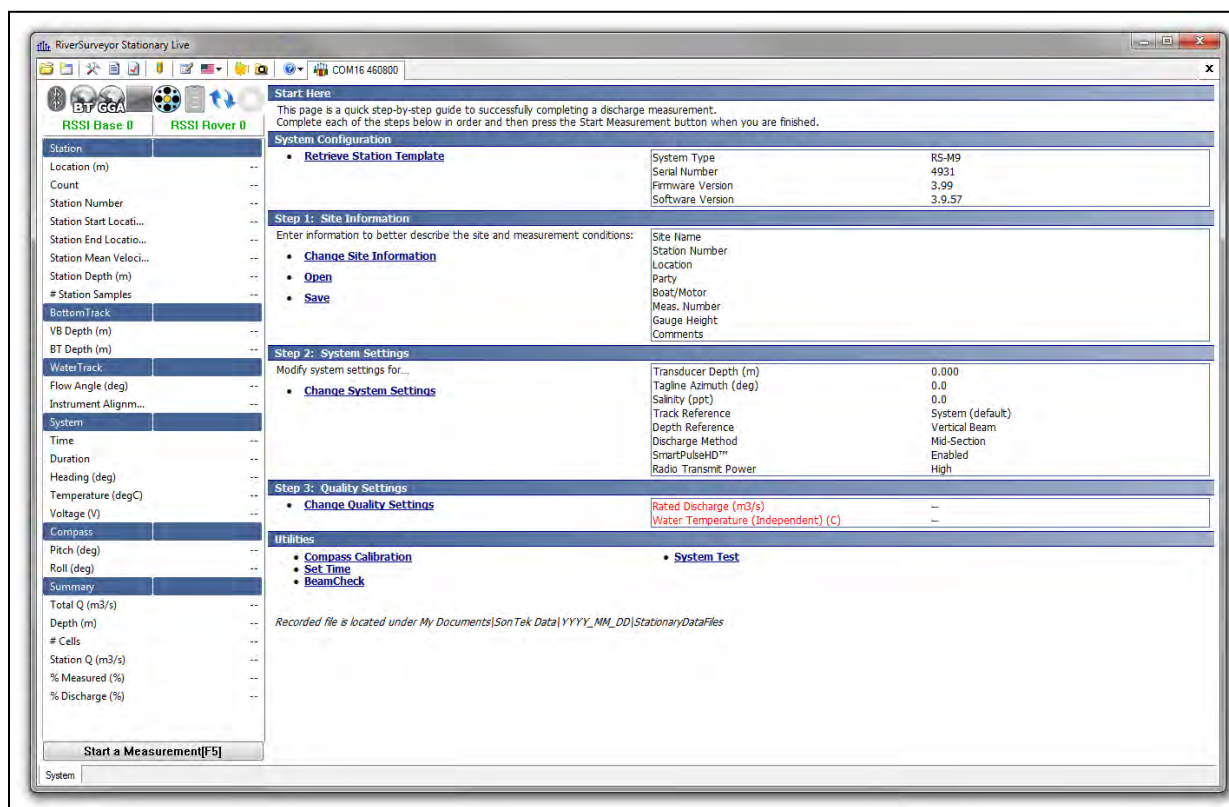 RiverSurveyor Stationary Live
COM16 460800
BT GGA
RSSI Base 0 RSSI Rover 0
Station
Location (m) --
Count --
Station Number --
Station Start Locati... --
Station End Locatio... --
Station Mean Veloci... --
Station Depth (m) --
# Station Samples --
BottomTrack
VB Depth (m) --
BT Depth (m) --
WaterTrack
Flow Angle (deg) --
Instrument Alignm... --
System
Time --
Duration --
Heading (deg) --
Temperature (degC) --
Voltage (V) --
Compass
Pitch (deg) --
Roll (deg) --
Summary
Total Q (m3/s) --
Depth (m) --
# Cells --
Station Q (m3/s) --
% Measured (%) --
% Discharge (%) --
Start a Measurement[F5]
System
Start Here
This page is a quick step-by-step guide to successfully completing a discharge measurement.
Complete each of the steps below in order and then press the Start Measurement button when you are finished.
System Configuration
• Retrieve Station Template
System Type RS-M9
Serial Number 4931
Firmware Version 3.99
Software Version 3.9.57
Step 1: Site Information
Enter information to better describe the site and measurement conditions:
• Change Site Information
• Open
• Save
Site Name
Station Number
Location
Party
Boat/Motor
Meas. Number
Gauge Height
Comments
Step 2: System Settings
Modify system settings for...
• Change System Settings
Transducer Depth (m) 0.000
Tagline Azimuth (deg) 0.0
Salinity (ppt) 0.0
Track Reference System (default)
Depth Reference Vertical Beam
Discharge Method Mid-Section
SmartPulseHD™ Enabled
Radio Transmit Power High
Step 3: Quality Settings
• Change Quality Settings
Rated Discharge (m3/s) --
Water Temperature (Independent) (C) --
Utilities
• Compass Calibration
• Set Time
• BeamCheck
• System Test
Recorded file is located under My Documents|SonTek Data|YYYY_MM_DD|StationaryDataFiles